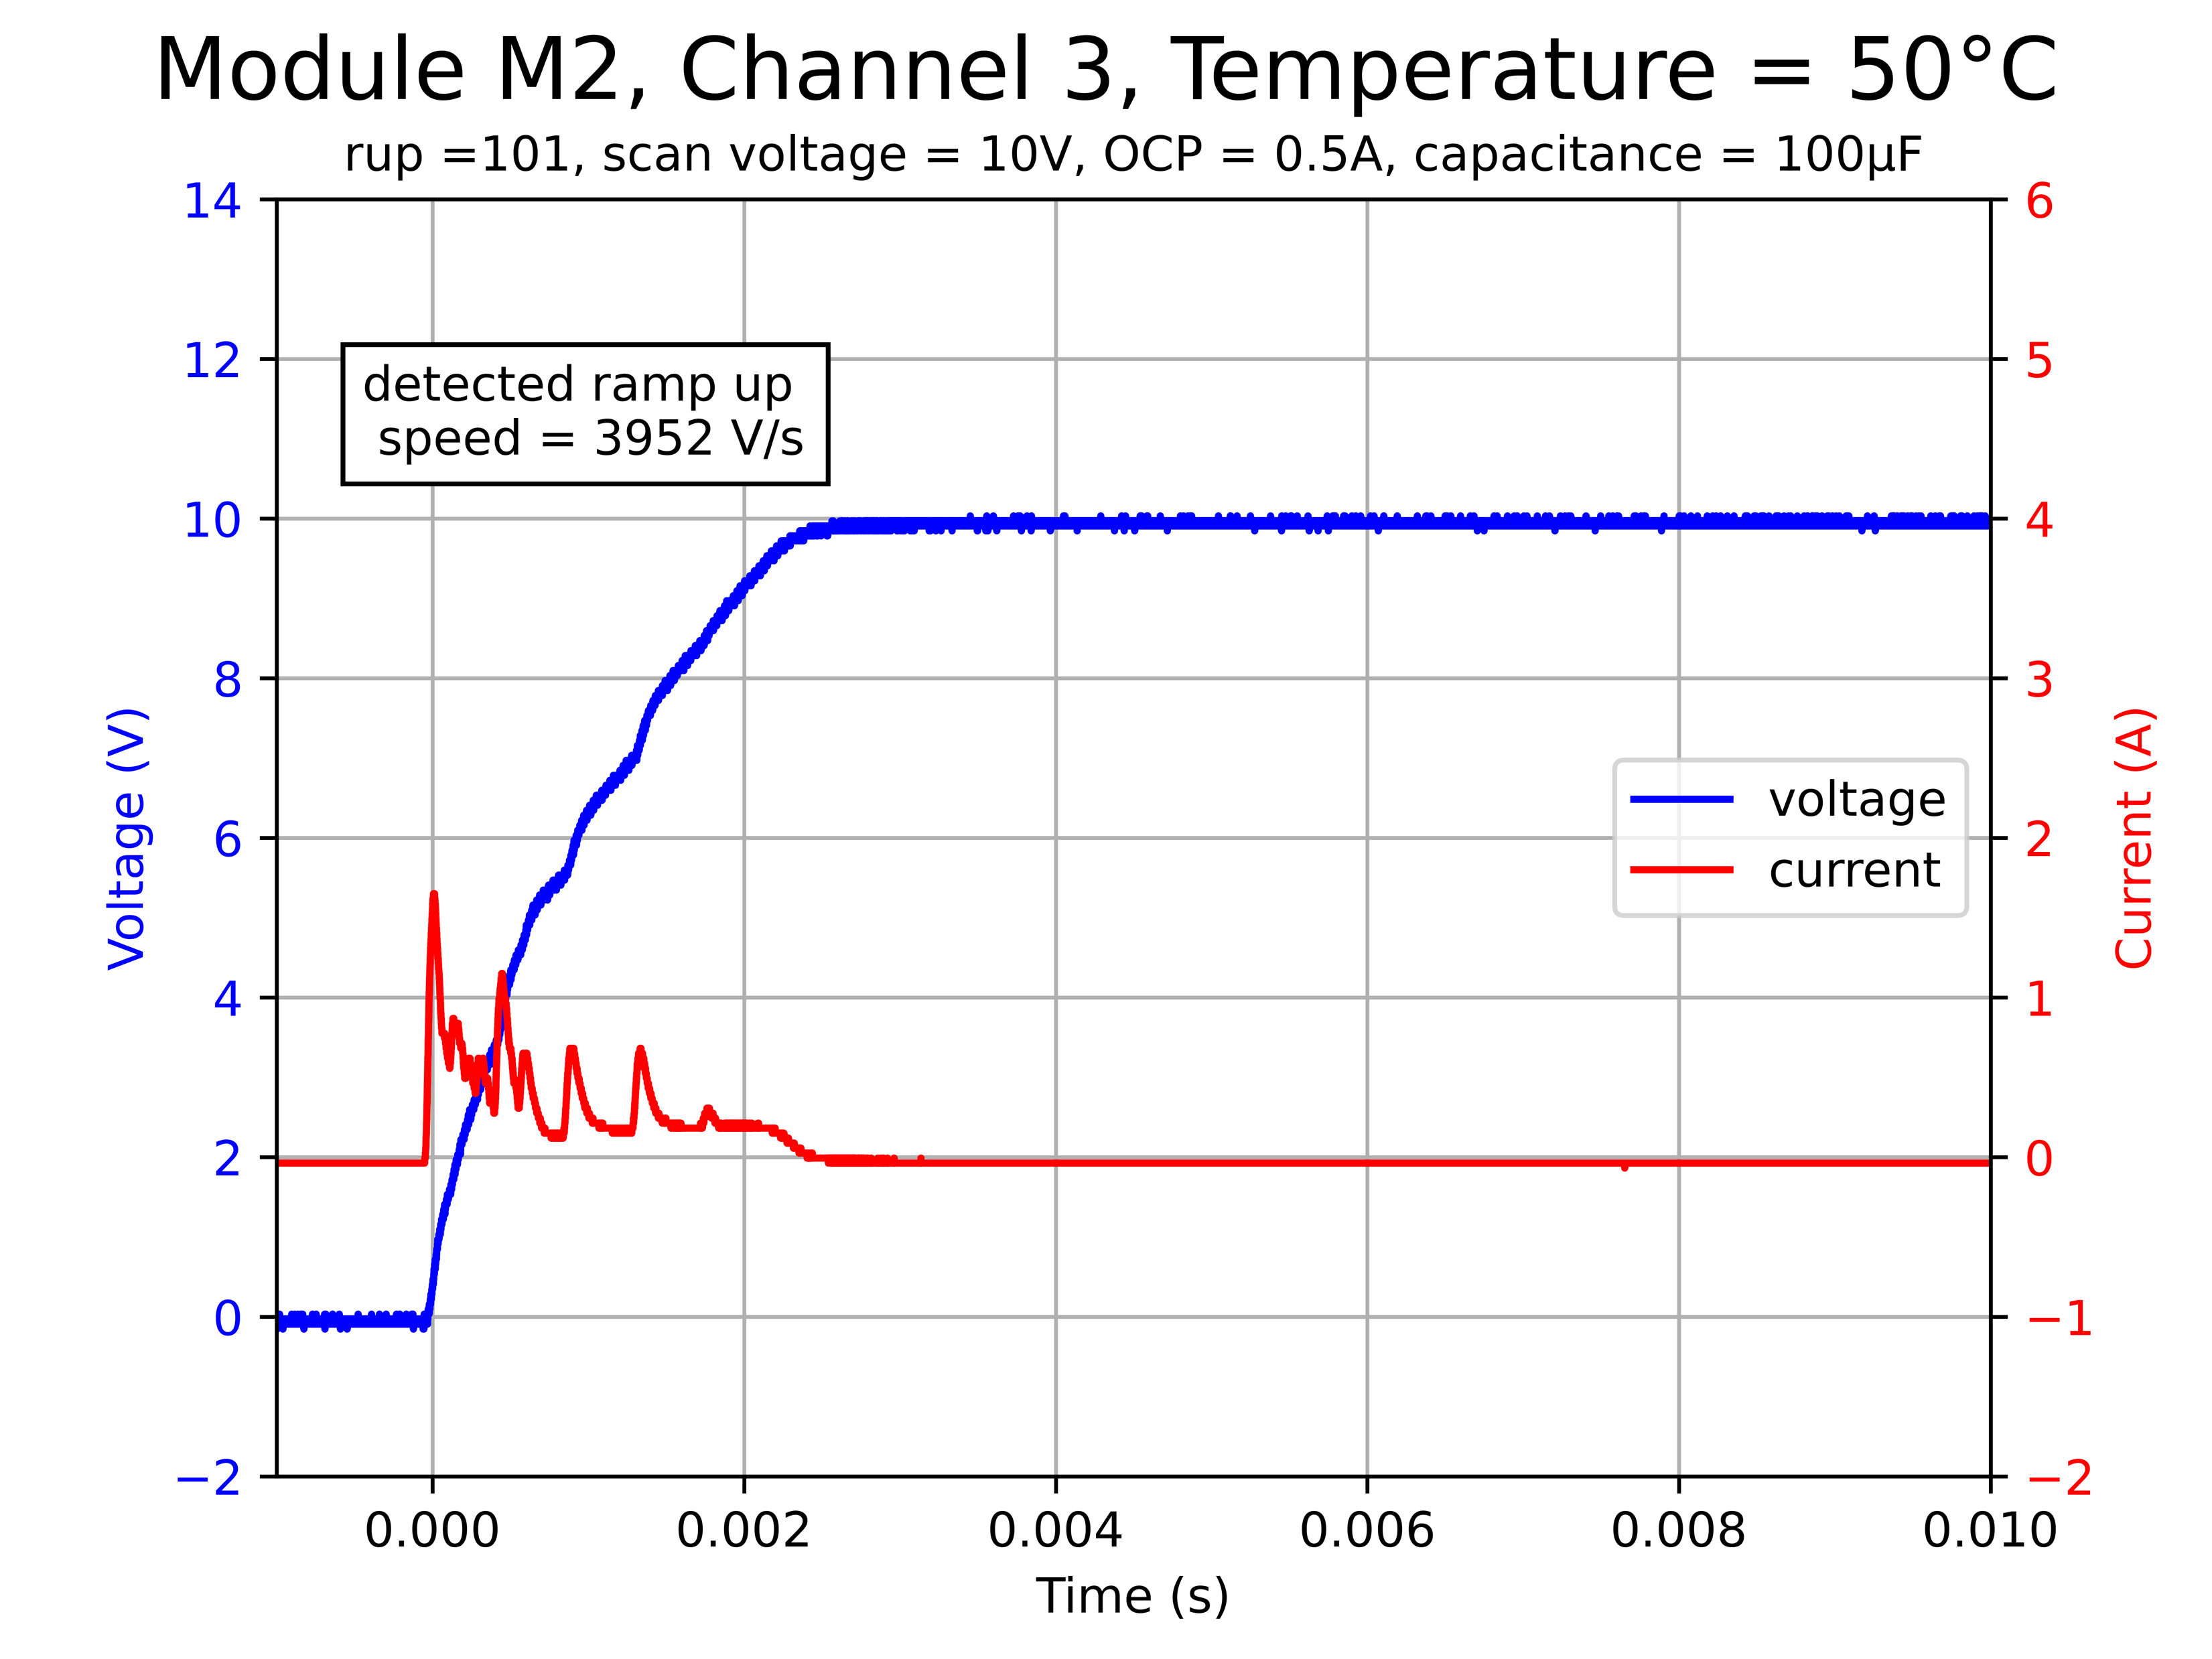 Module M2, Channel 3, Temperature = 50°C
rup =101, scan voltage = 10V, OCP = 0.5A, capacitance = 100µF
14
12
10
8
6
4
2
0
−2
Voltage (V)
detected ramp up
speed = 3952 V/s
voltage
current
6
5
4
3
2
1
0
−1
−2
Current (A)
0.000
0.002
0.004
0.006
0.008
0.010
Time (s)